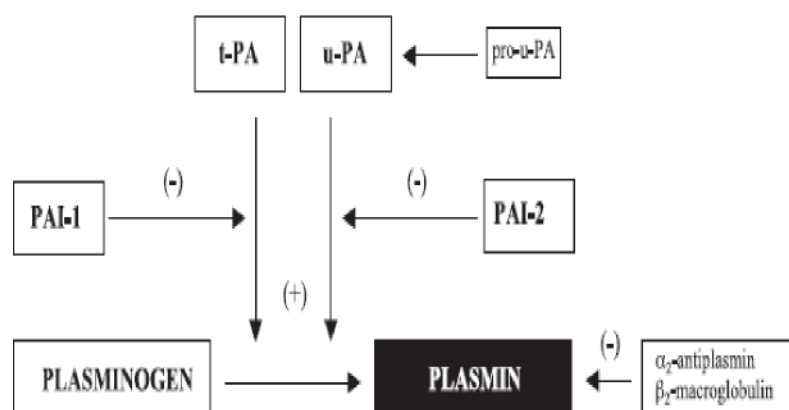 t-PA
u-PA
pro-u-PA
(-)
(-)
PAI-1
PAI-2
(+)
(-)
PLASMINOGEN
PLASMIN
α₂-antiplasmin
β₂-macroglobulin